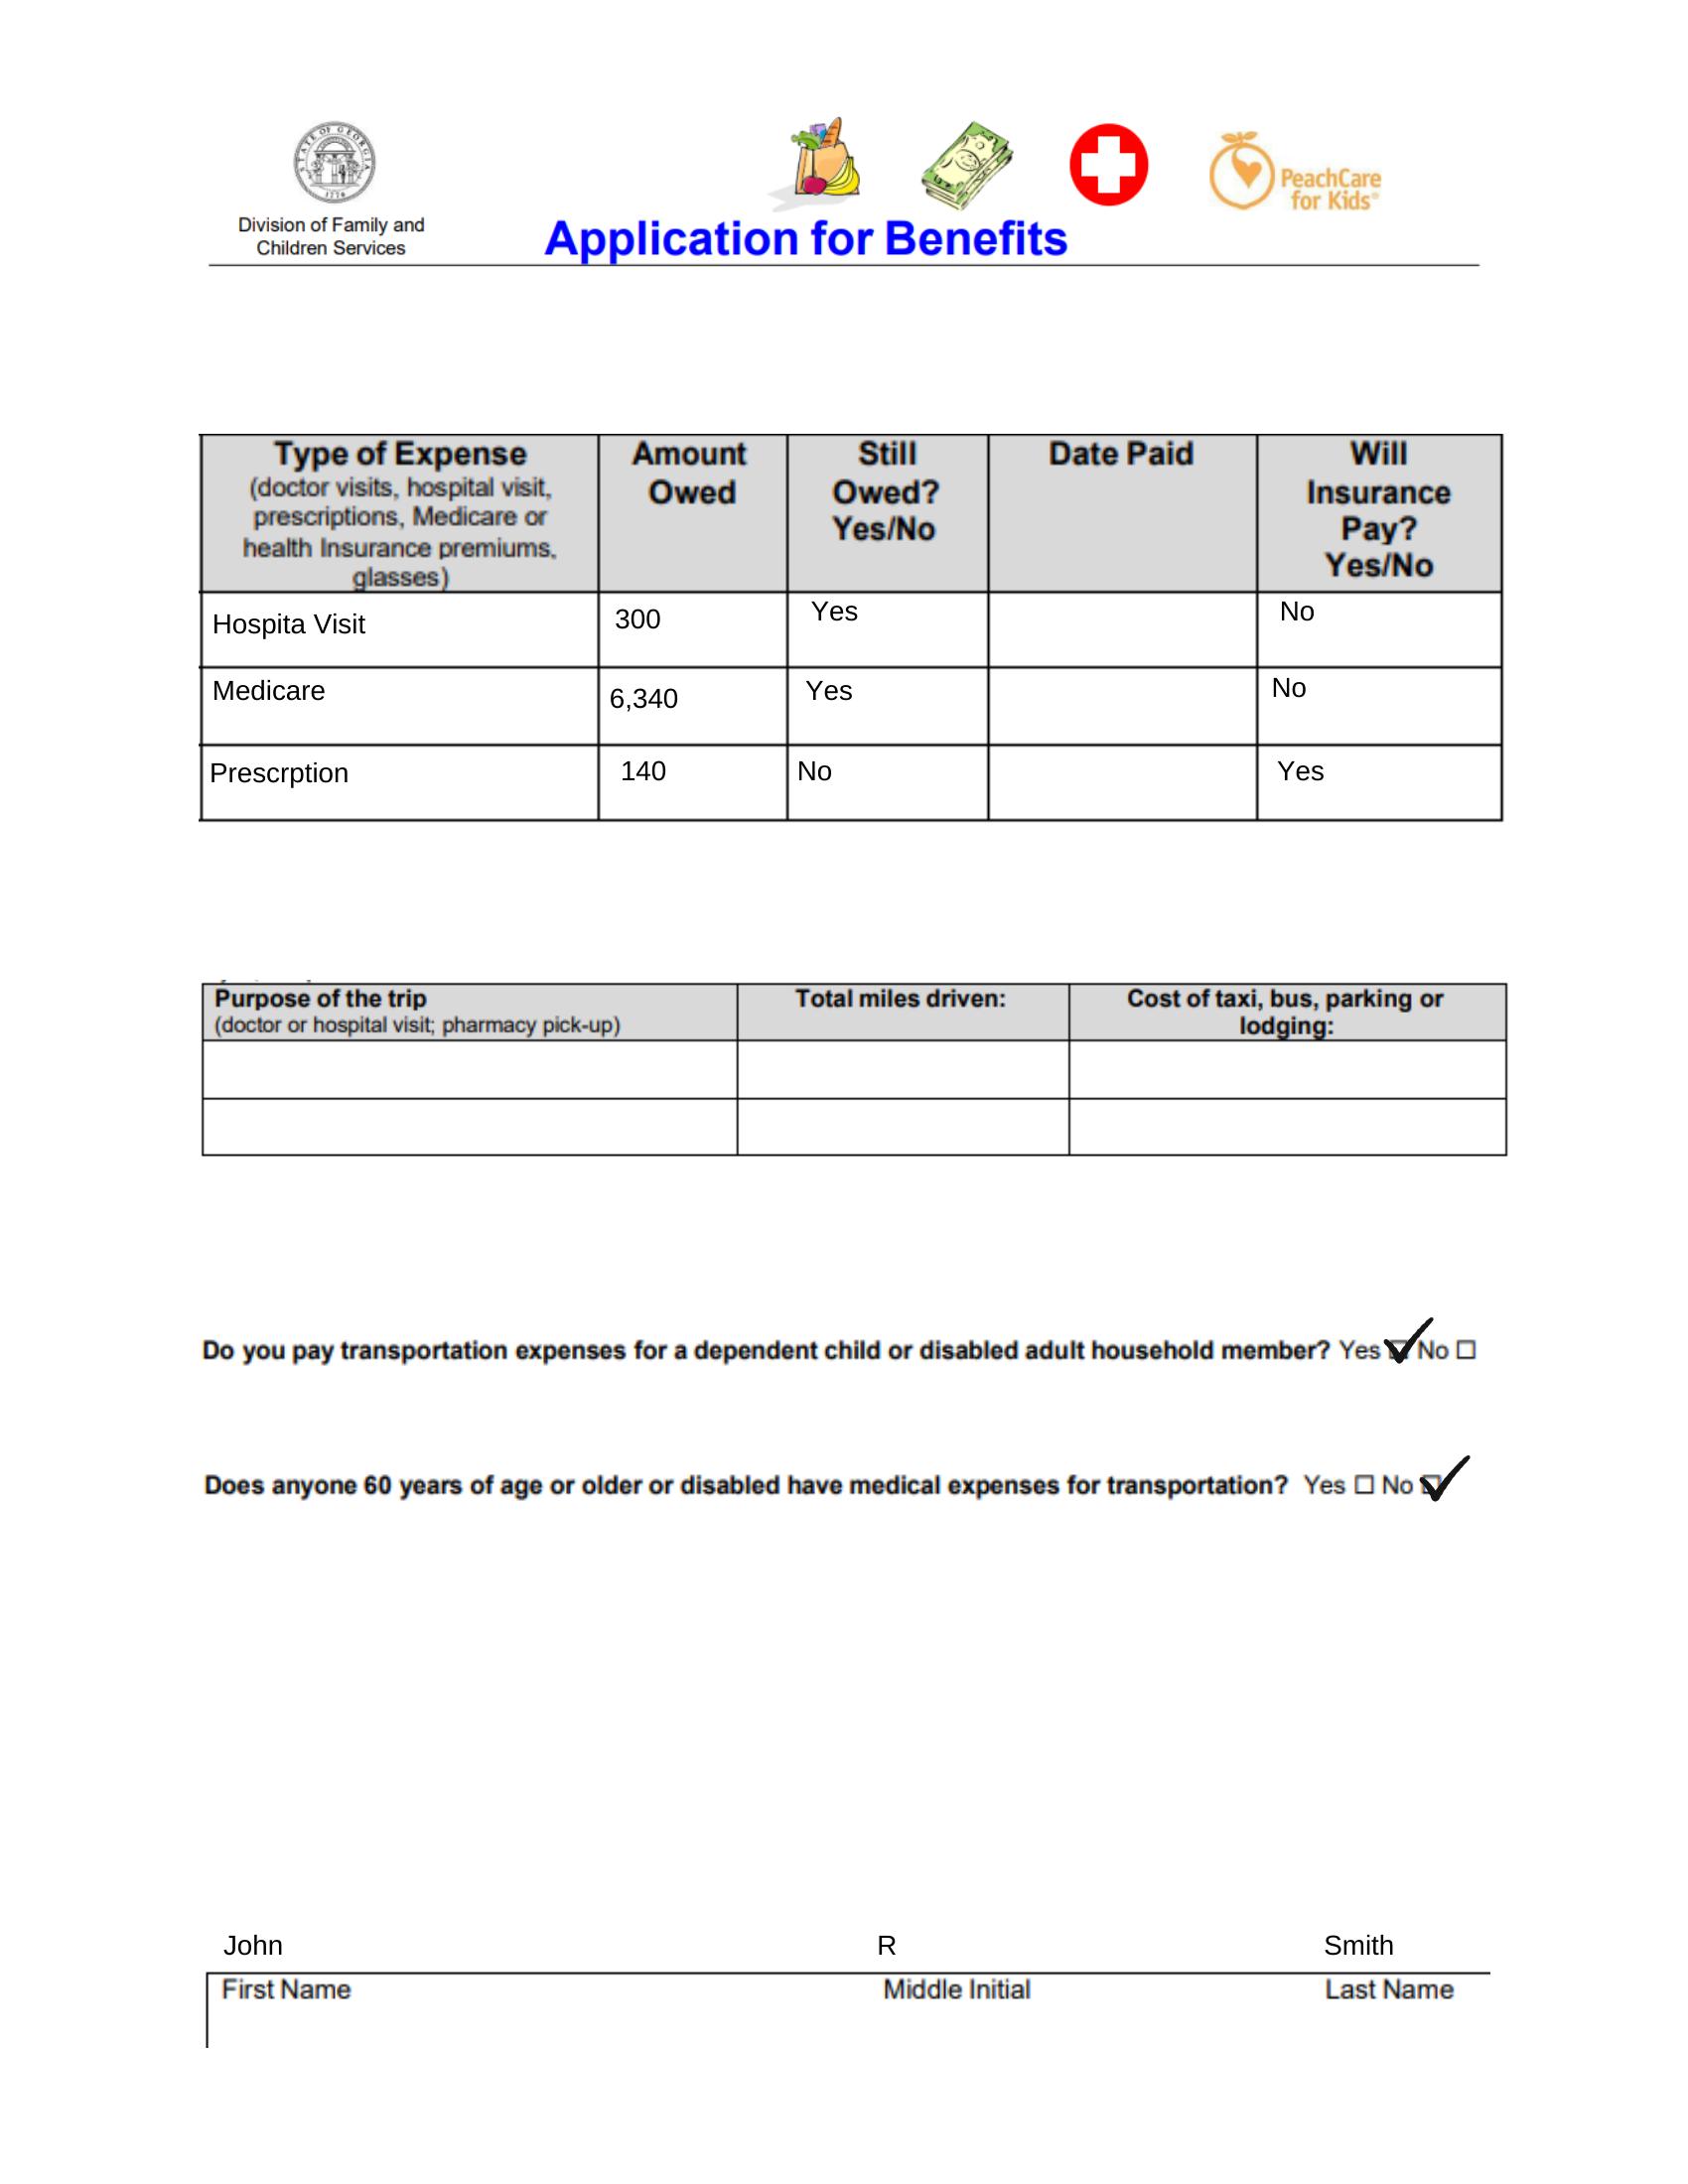 STATE OF GEORGIA
1776
Division of Family and
Children Services
Application for Benefits
PeachCare
for Kids®
Type of Expense
(doctor visits, hospital visit,
prescriptions, Medicare or
health Insurance premiums,
glasses)
Amount
Owed
Still
Owed?
Yes/No
Date Paid
Will
Insurance
Pay?
Yes/No
Hospita Visit 300 Yes No
Medicare 6,340 Yes No
Prescrption 140 No Yes
Purpose of the trip
(doctor or hospital visit; pharmacy pick-up)
Total miles driven:
Cost of taxi, bus, parking or
lodging:
Do you pay transportation expenses for a dependent child or disabled adult household member? Yes ☑ No ☐
Does anyone 60 years of age or older or disabled have medical expenses for transportation? Yes ☐ No ☑
John R Smith
First Name Middle Initial Last Name